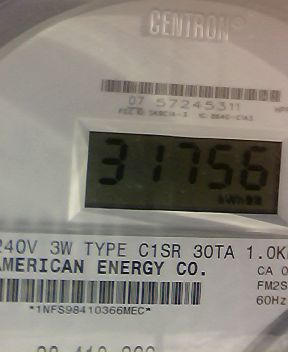 CENTRON®
07 57245311
31756
kWh
240V 3W TYPE C1SR 30TA 1.0K
AMERICAN ENERGY CO.
CA 0
FM2S
60Hz
*1NFS98410366MEC*